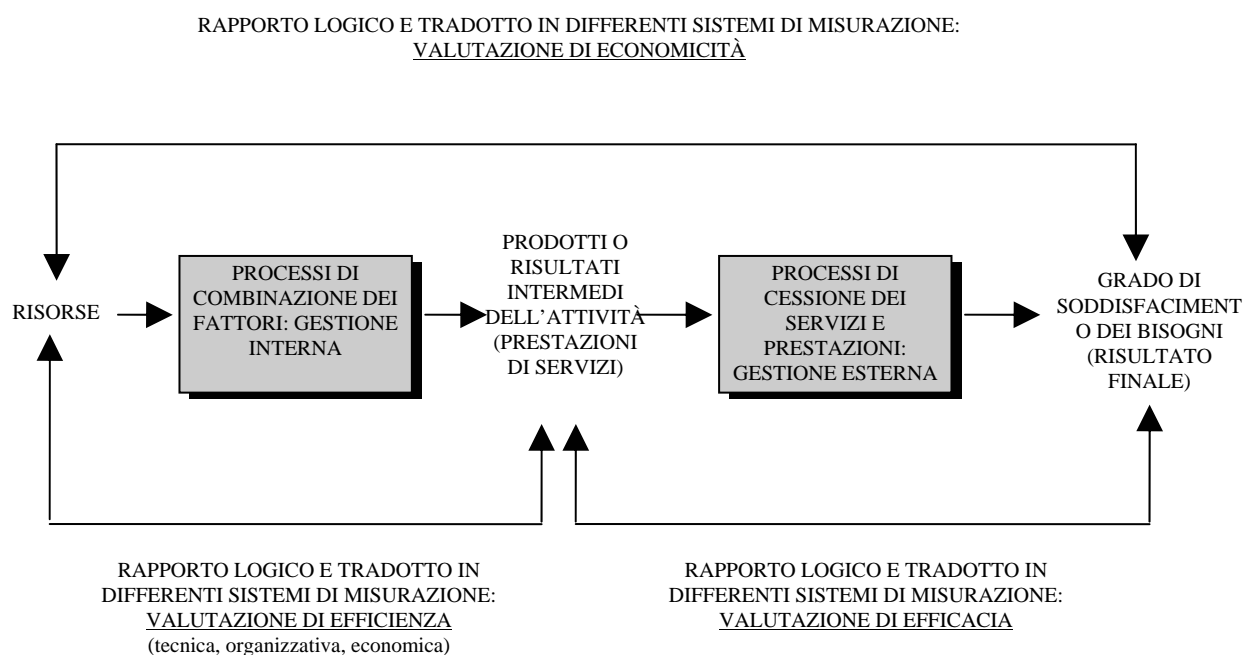 RAPPORTO LOGICO E TRADOTTO IN DIFFERENTI SISTEMI DI MISURAZIONE:
VALUTAZIONE DI ECONOMICITÀ
RISORSE
PROCESSI DI
COMBINAZIONE DEI
FATTORI: GESTIONE
INTERNA
PRODOTTI O
RISULTATI
INTERMEDI
DELL'ATTIVITÀ
(PRESTAZIONI
DI SERVIZI)
PROCESSI DI
CESSIONE DEI
SERVIZI E
PRESTAZIONI:
GESTIONE ESTERNA
GRADO DI
SODDISFACIMENT
O DEI BISOGNI
(RISULTATO
FINALE)
RAPPORTO LOGICO E TRADOTTO IN
DIFFERENTI SISTEMI DI MISURAZIONE:
VALUTAZIONE DI EFFICIENZA
(tecnica, organizzativa, economica)
RAPPORTO LOGICO E TRADOTTO IN
DIFFERENTI SISTEMI DI MISURAZIONE:
VALUTAZIONE DI EFFICACIA